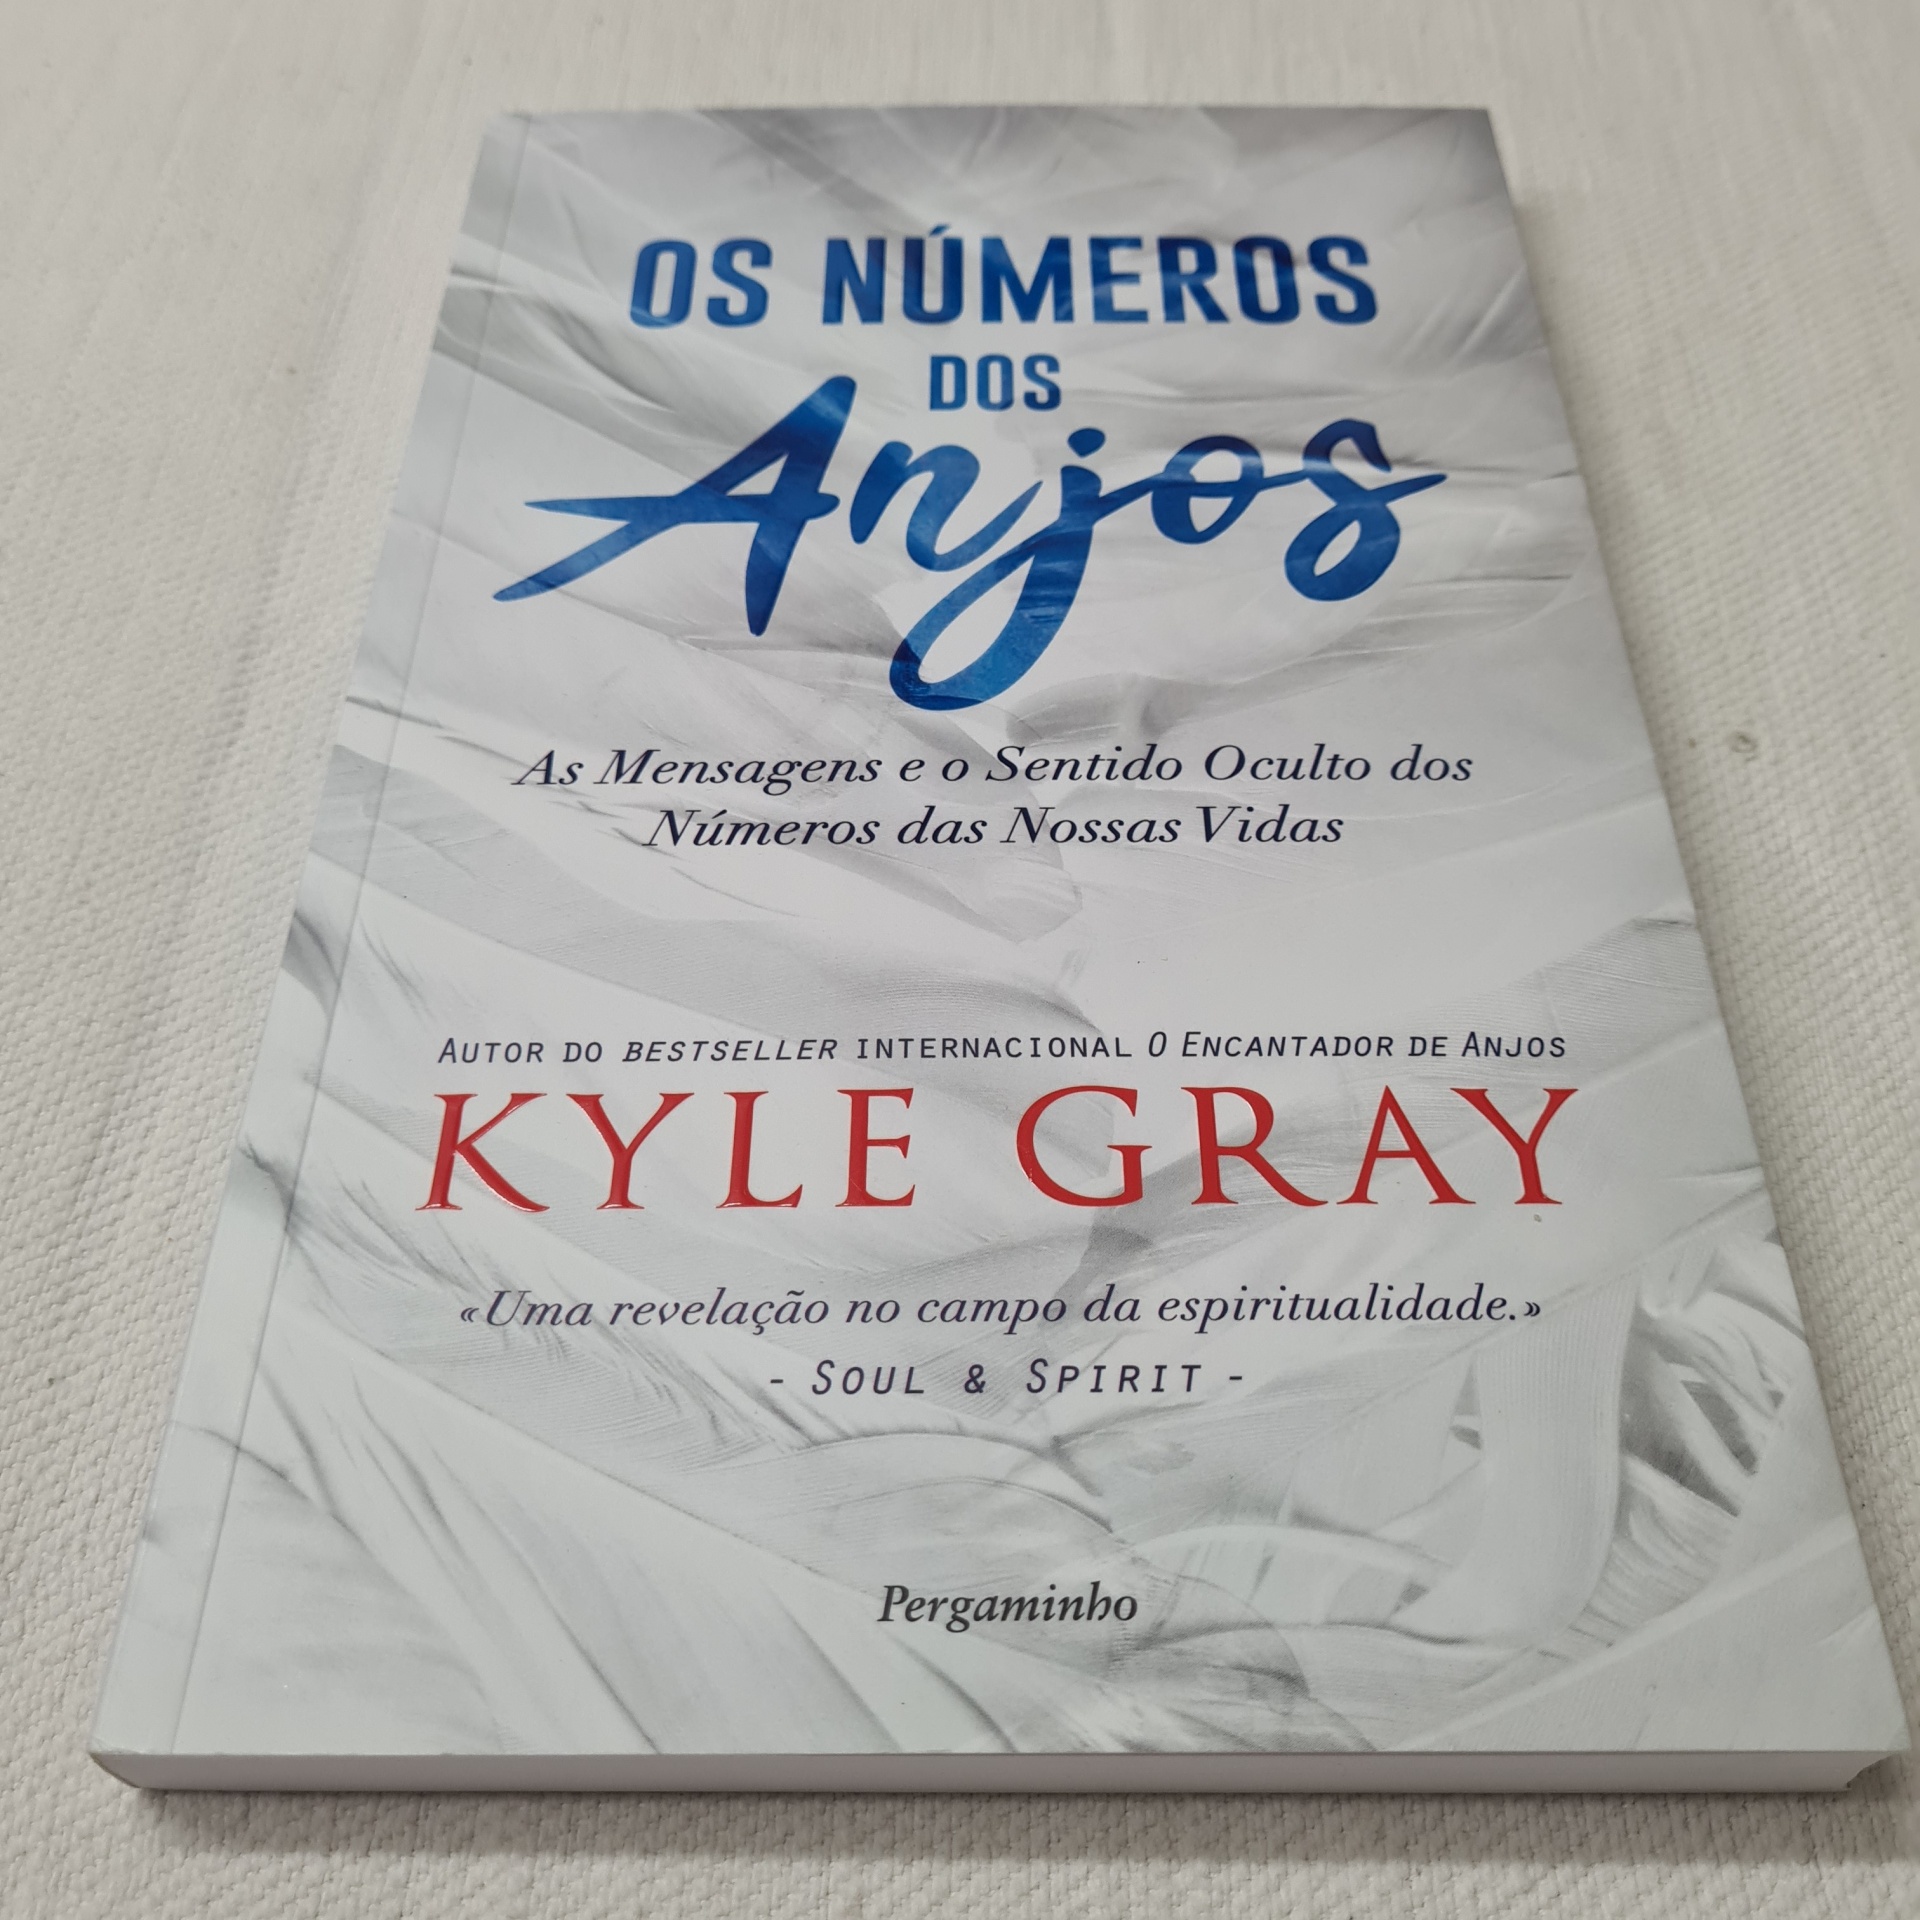 OS NÚMEROS
DOS
Anjos
As Mensagens e o Sentido Oculto dos
Números das Nossas Vidas
AUTOR DO BESTSELLER INTERNACIONAL O ENCANTADOR DE ANJOS
KYLE GRAY
«Uma revelação no campo da espiritualidade.»
- SOUL & SPIRIT -
Pergaminho